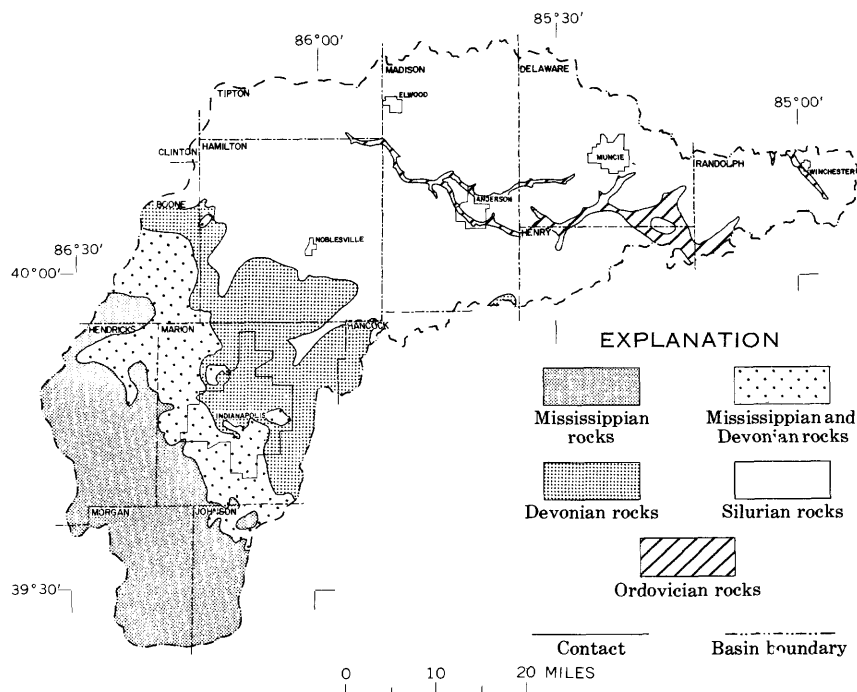 85°30'
86°00'
MADISON
DELAWARE
TIPTON
ELWOOD
85°00'
CLINTON
HAMILTON
MUNCIE
RANDOLPH
WINCHESTER
ANDERSON
BOONE
HENRY
NOBLESVILLE
86°30'
40°00'
HENDRICKS
MARION
HANCOCK
EXPLANATION
INDIANAPOLIS
Mississippian
rocks
Mississippian and
Devonian rocks
Devonian rocks
Silurian rocks
MORGAN
JOHNSON
Ordovician rocks
39°30'
Contact
Basin boundary
0 10 20 MILES